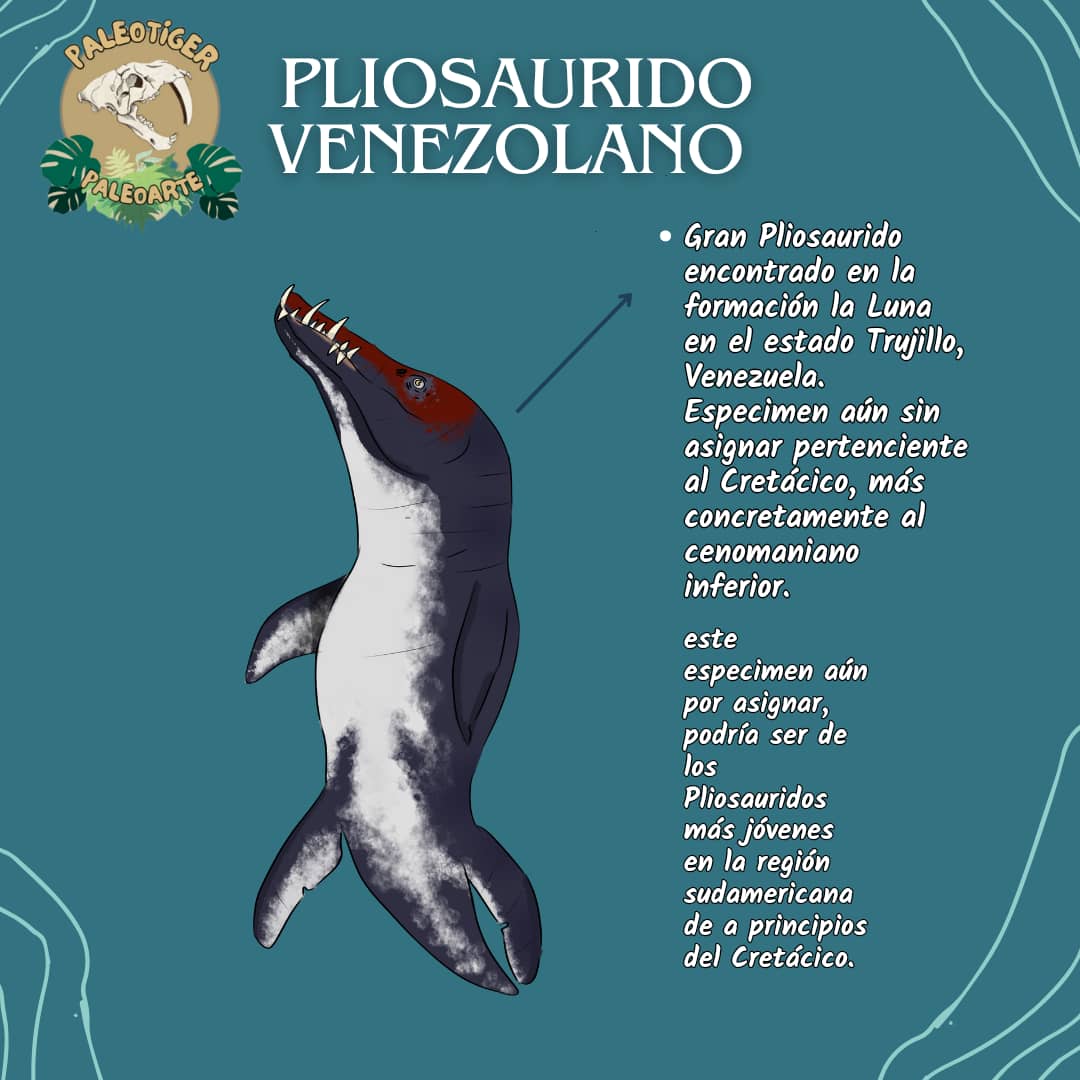 PALEOTIGER
PALEOARTE
PLIOSAURIDO
VENEZOLANO
• Gran Pliosaurido
encontrado en la
formación la Luna
en el estado Trujillo,
Venezuela.
Especimen aún sin
asignar pertenciente
al Cretácico, más
concretamente al
cenomaniano
inferior.
este
especimen aún
por asignar,
podría ser de
los
Pliosauridos
más jóvenes
en la región
sudamericana
de a principios
del Cretácico.